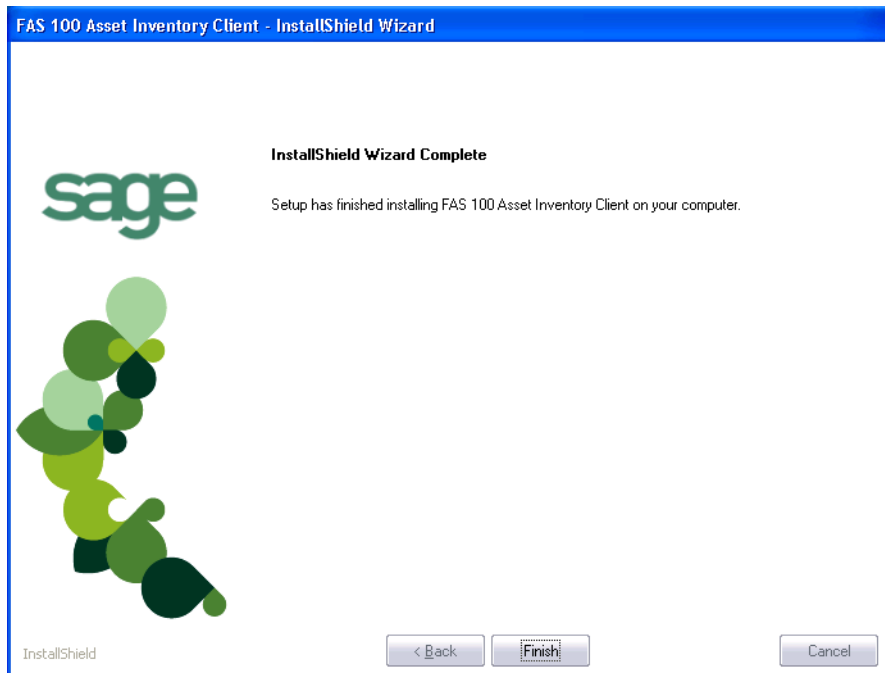 FAS 100 Asset Inventory Client - InstallShield Wizard
InstallShield Wizard Complete
sage
Setup has finished installing FAS 100 Asset Inventory Client on your computer.
InstallShield
< Back
Finish
Cancel